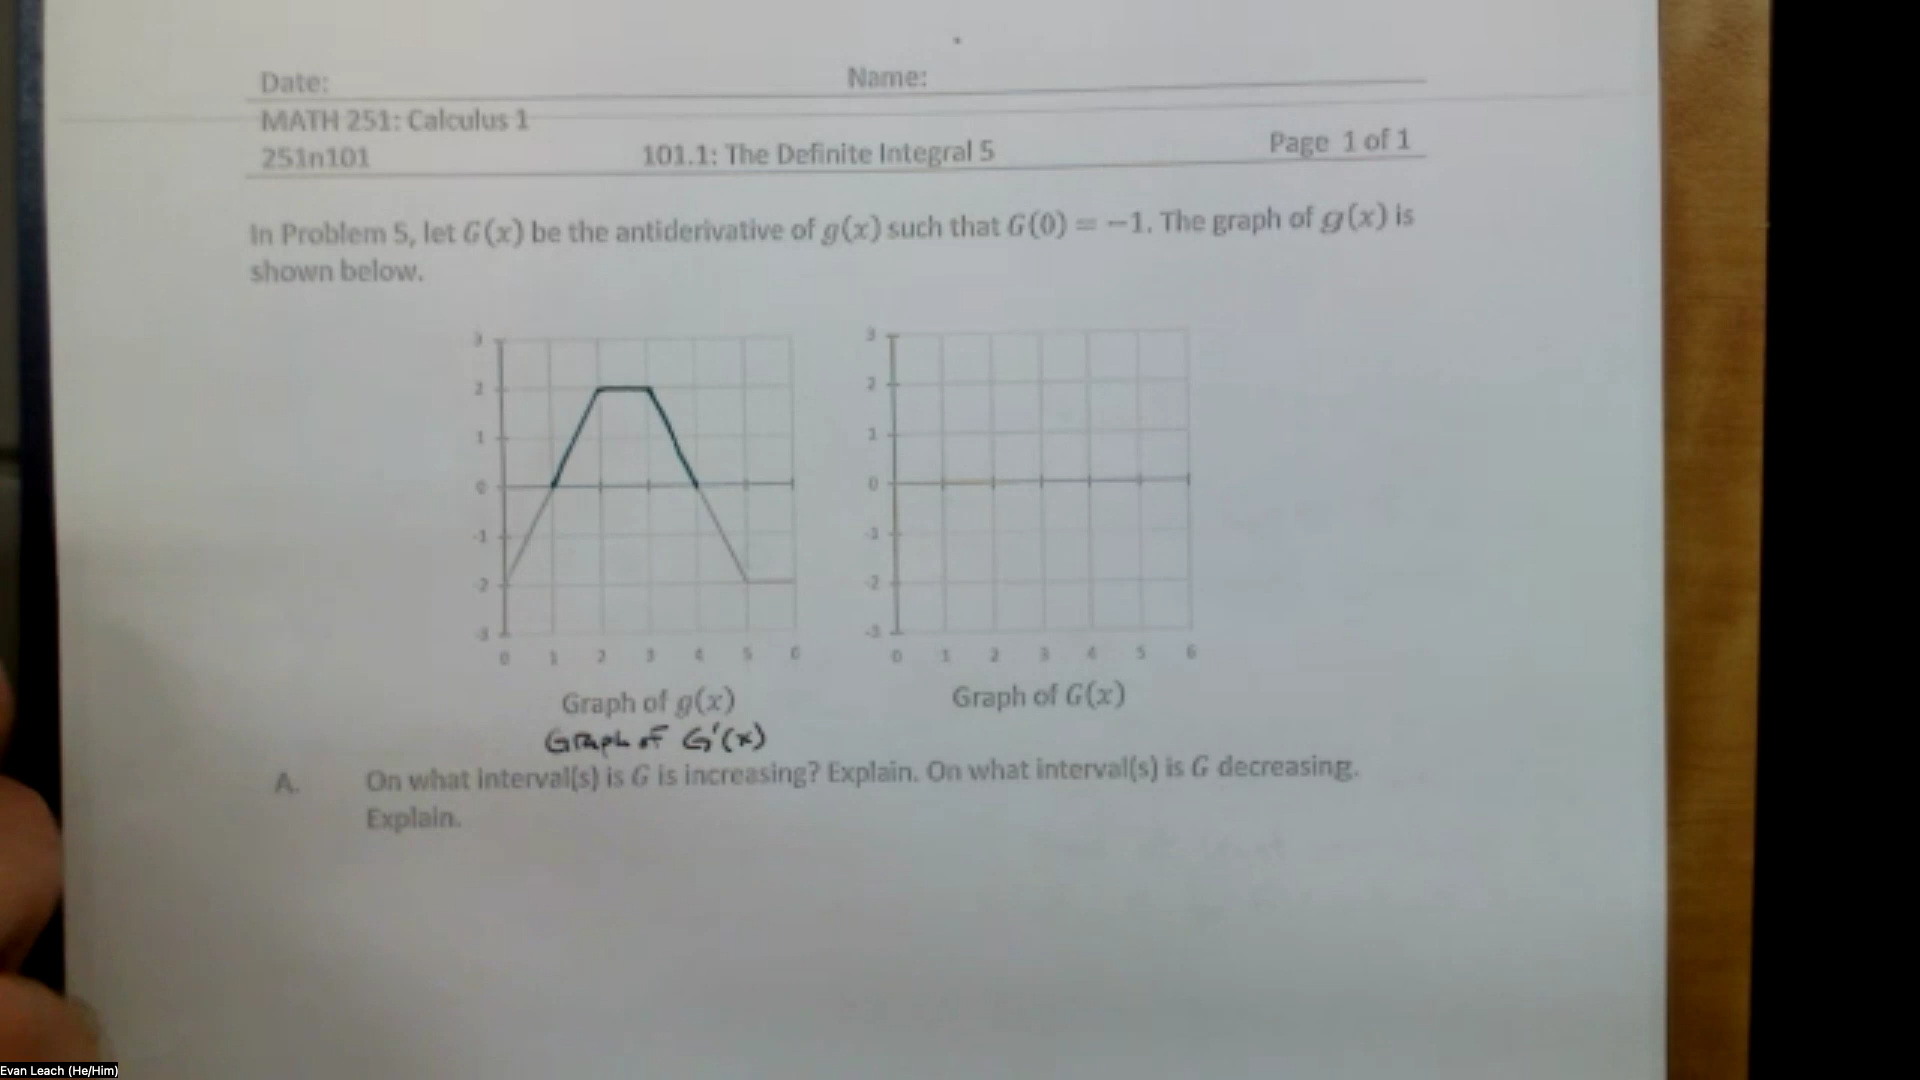 Date: Name:
MATH 251: Calculus 1
251n101 101.1: The Definite Integral 5 Page 1 of 1
In Problem 5, let G(x) be the antiderivative of g(x) such that G(0) = −1. The graph of g(x) is
shown below.
3 3
2 2
1 1
0 0
-1 -1
-2 -2
-3 -3
0 1 2 3 4 5 6 0 1 2 3 4 5 6
Graph of g(x) Graph of G(x)
Graph of G'(x)
A. On what interval(s) is G is increasing? Explain. On what interval(s) is G decreasing.
Explain.
Evan Leach (He/Him)